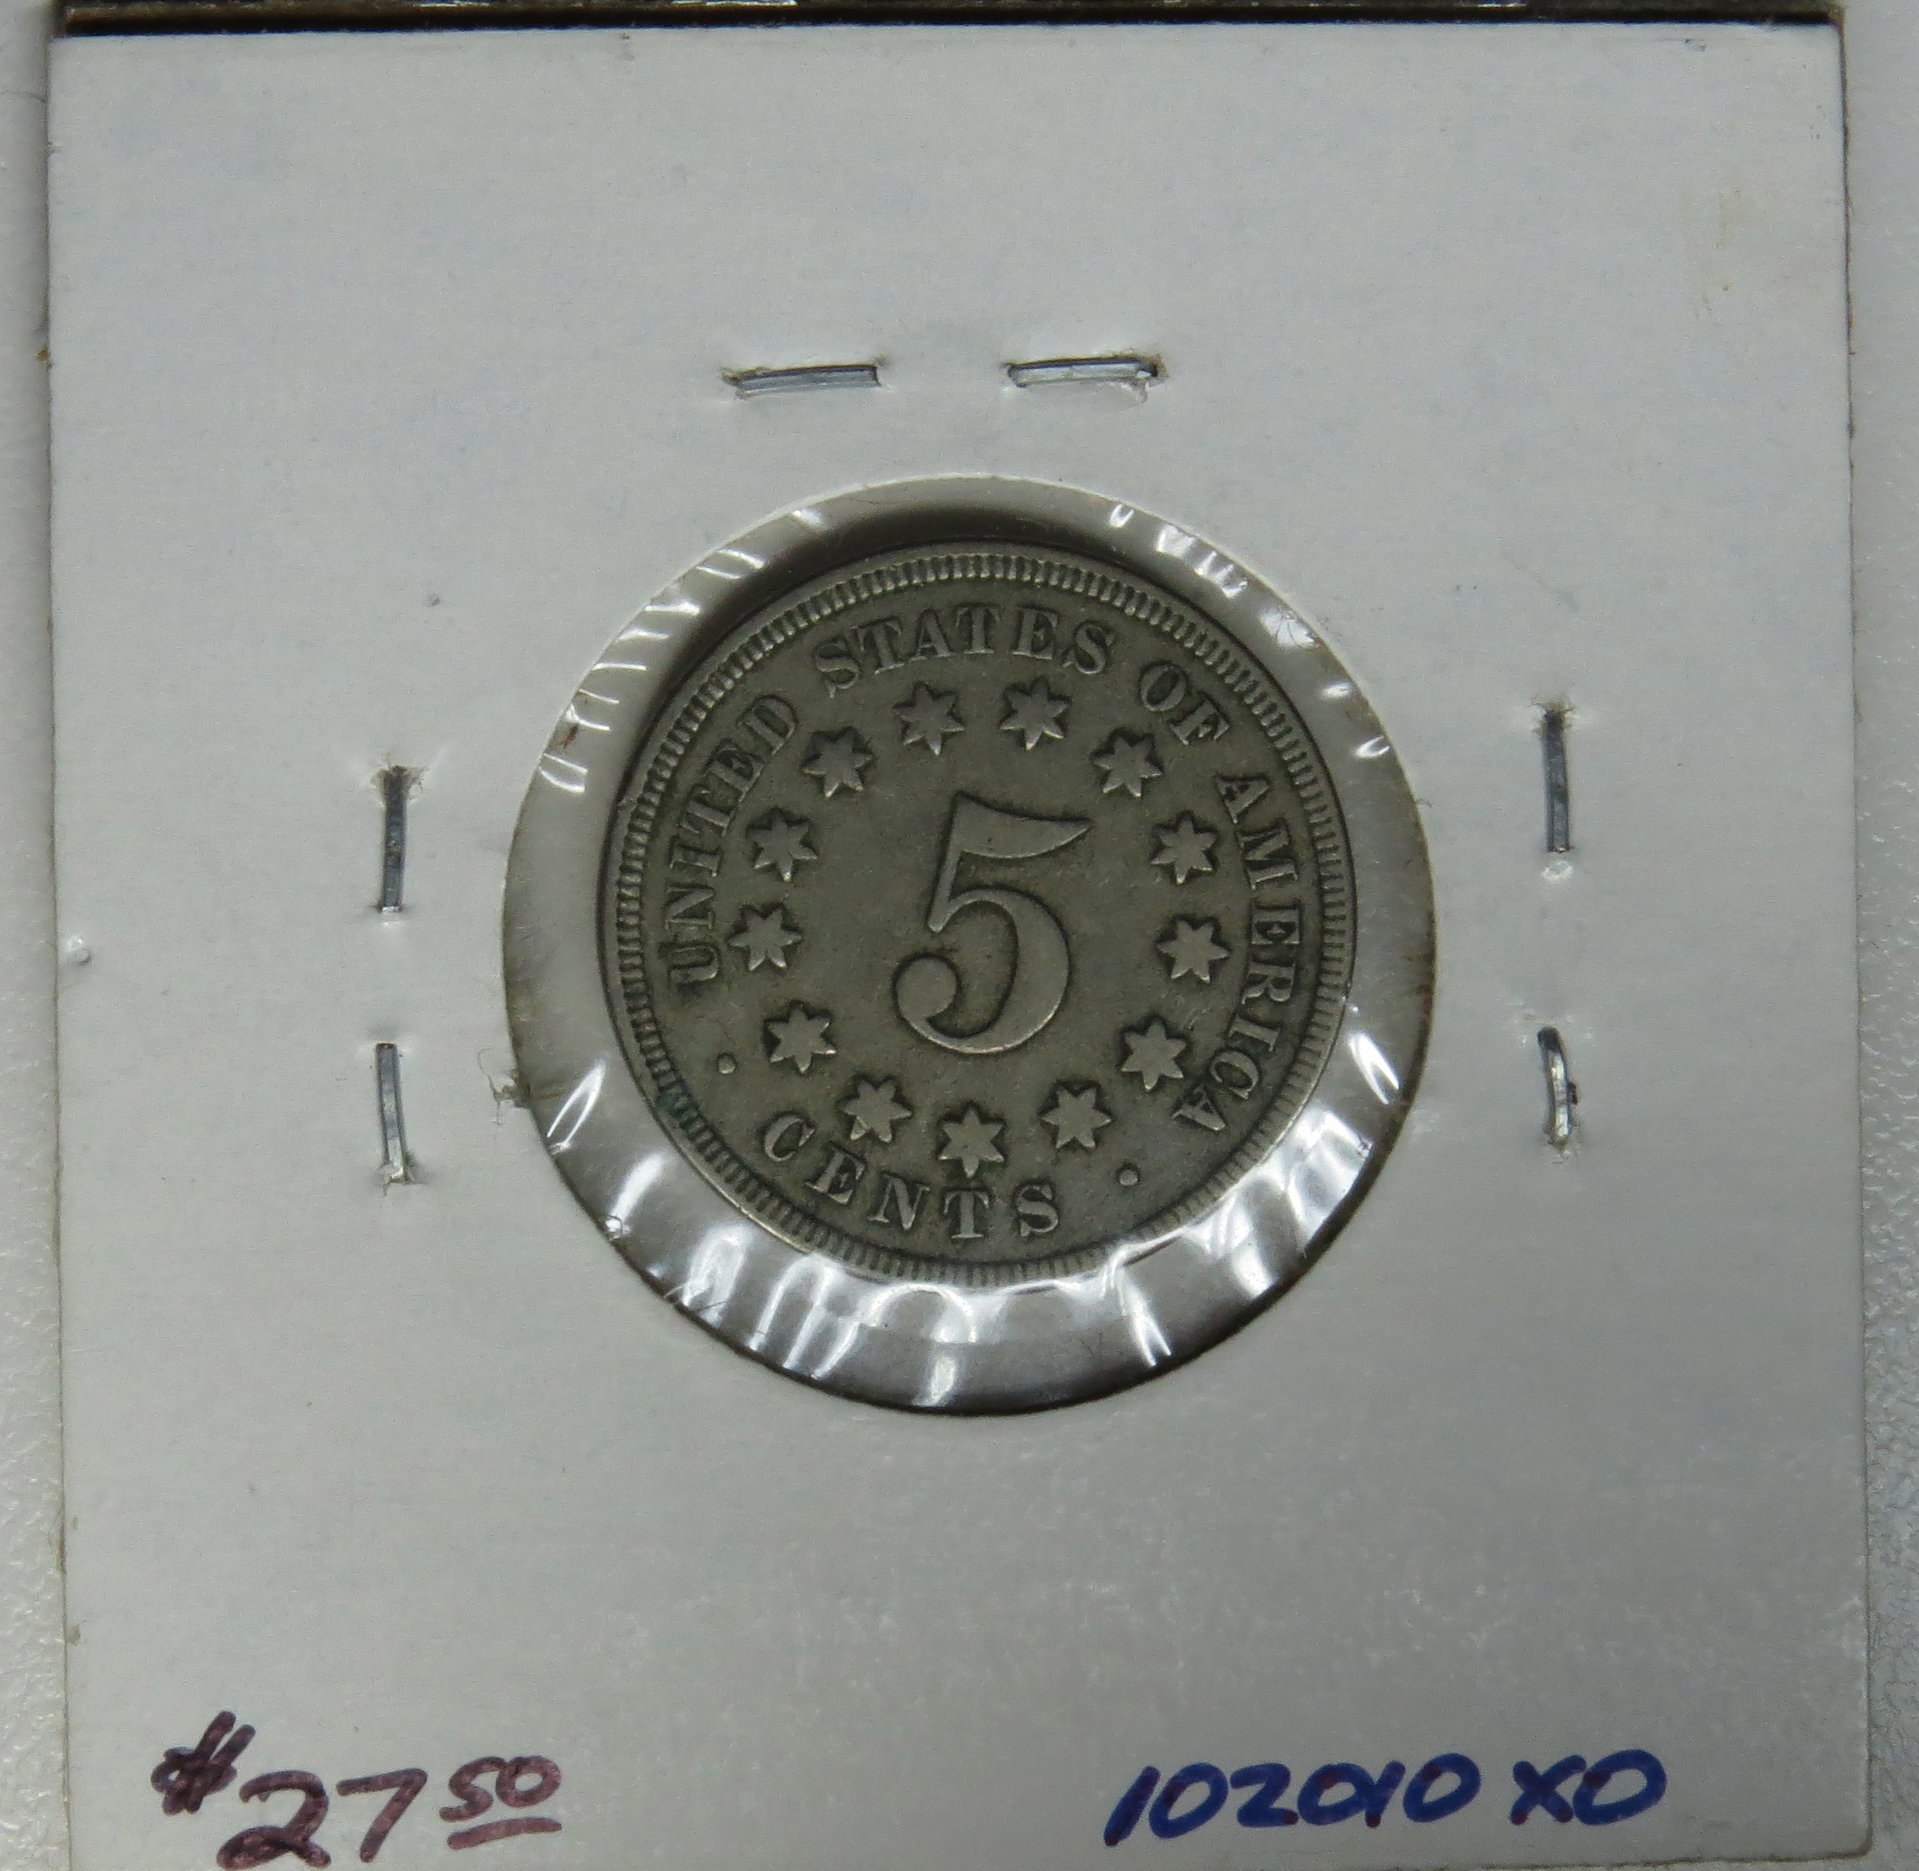 UNITED STATES OF AMERICA
5
CENTS
#27 50
102010 XO